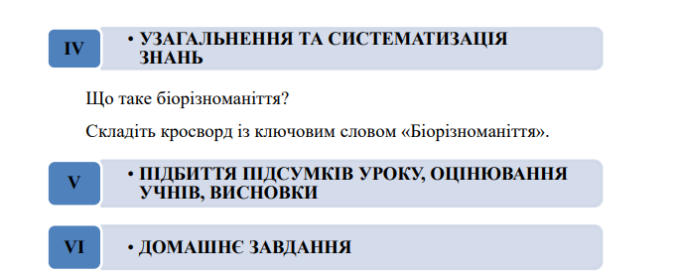 IV
• УЗАГАЛЬНЕННЯ ТА СИСТЕМАТИЗАЦІЯ
ЗНАНЬ
Що таке біорізноманіття?
Складіть кросворд із ключовим словом «Біорізноманіття».
V
• ПІДБИТТЯ ПІДСУМКІВ УРОКУ, ОЦІНЮВАННЯ
УЧНІВ, ВИСНОВКИ
VI
• ДОМАШНЄ ЗАВДАННЯ